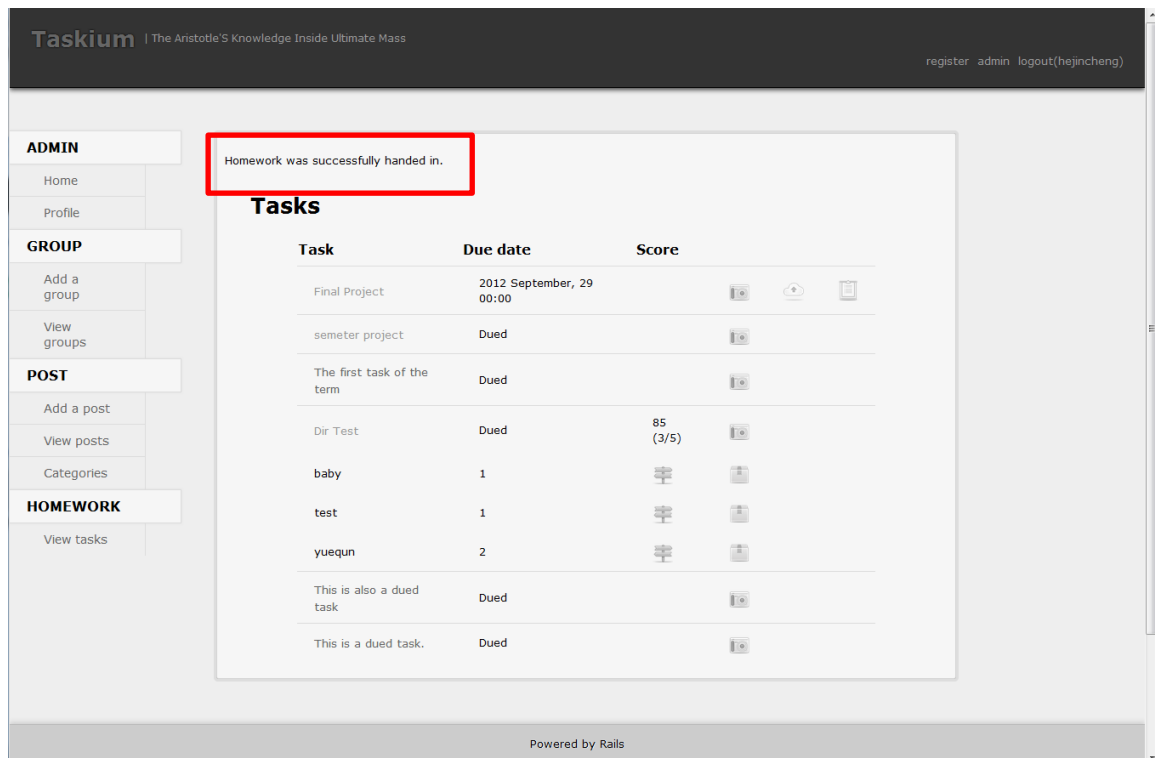 Taskium | The Aristotle'S Knowledge Inside Ultimate Mass
register admin logout(hejincheng)
ADMIN
Home
Profile
GROUP
Add a
group
View
groups
POST
Add a post
View posts
Categories
HOMEWORK
View tasks
Homework was successfully handed in.
Tasks
Task Due date Score
Final Project 2012 September, 29
00:00
semeter project Dued
The first task of the
term
Dued
Dir Test Dued 85
(3/5)
baby 1
test 1
yuequn 2
This is also a dued
task
Dued
This is a dued task. Dued
Powered by Rails